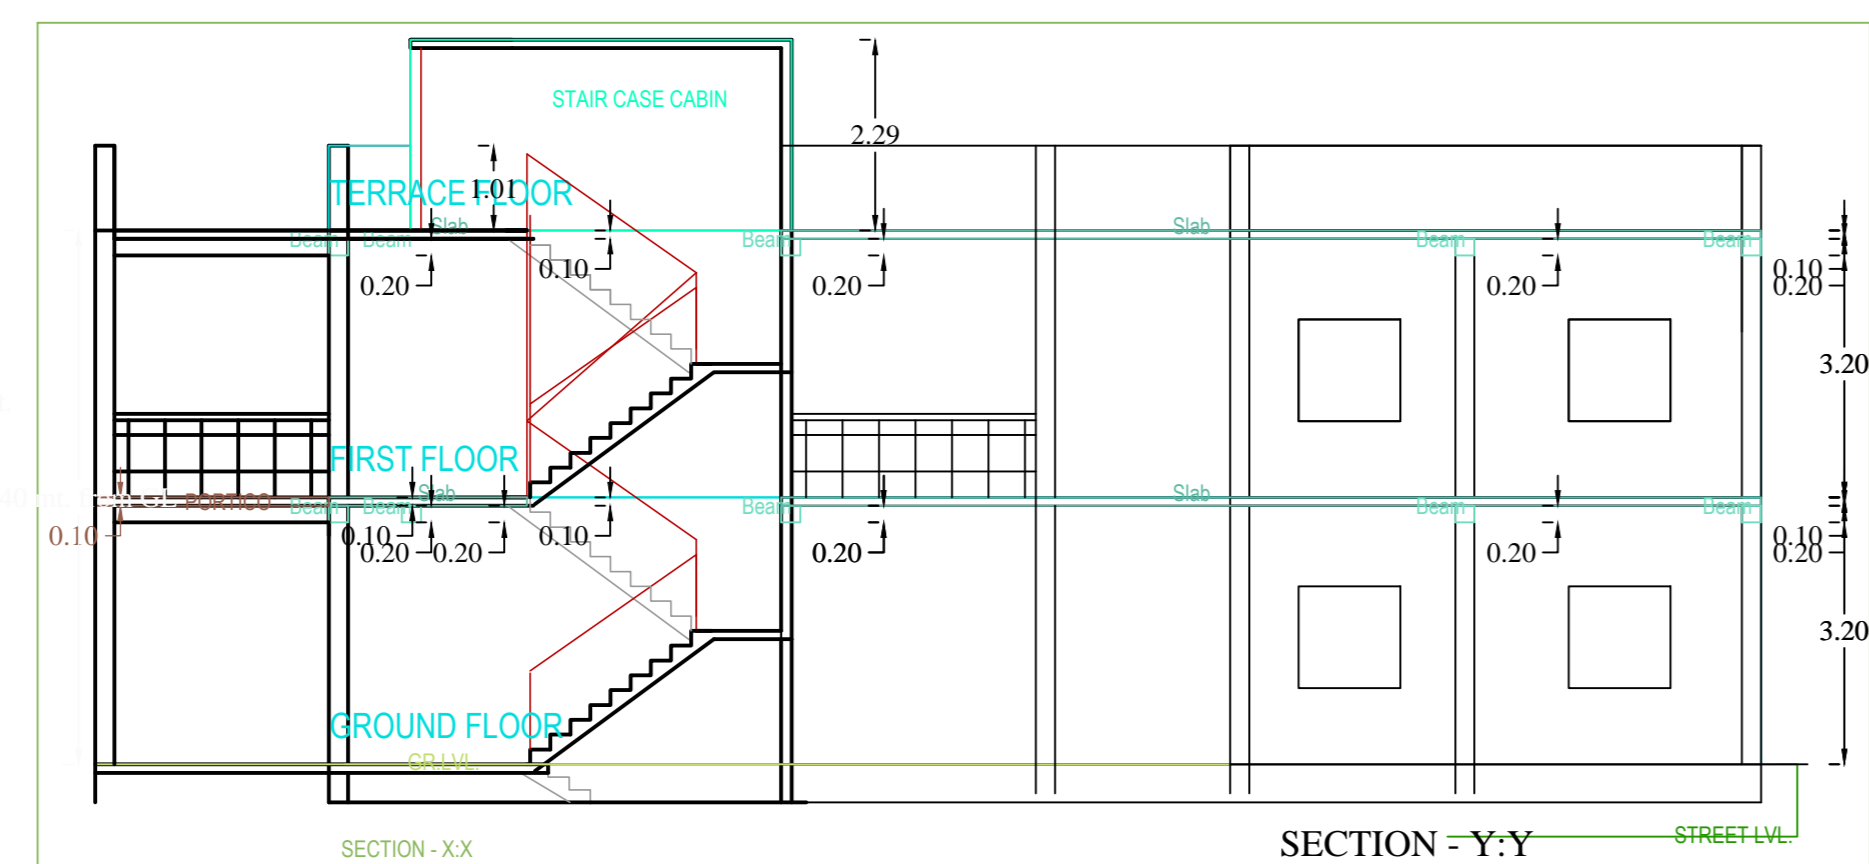 STAIR CASE CABIN
2.29
TERRACE FLOOR
1.01
Slab
Slab
Beam
Beam
Beam
Beam
Beam
0.10
0.10
0.20
0.20
0.20
0.20
3.20
FIRST FLOOR
Slab
Slab
PORTICO
Beam
Beam
Beam
Beam
Beam
0.10
0.10
0.10
0.10
0.20
0.20
0.20
0.20
0.20
3.20
GROUND FLOOR
GR.LVL.
SECTION - X:X
SECTION - Y:Y
STREET LVL.